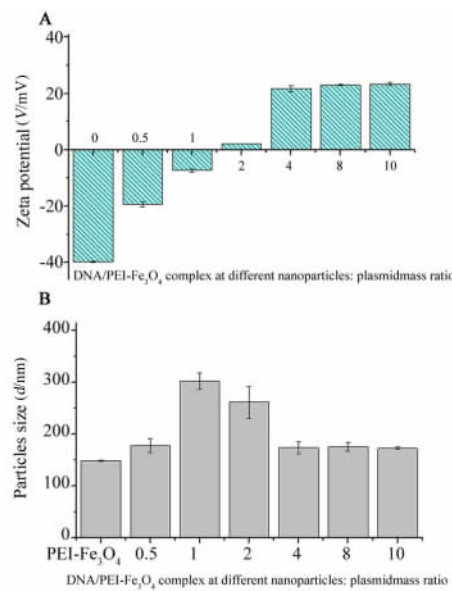 A
40
20
0
-20
-40
Zeta potential (V/mV)
0 0.5 1 2 4 8 10
DNA/PEI-Fe3O4 complex at different nanoparticles: plasmidmass ratio
B
400
300
200
100
0
Particles size (d/nm)
PEI-Fe3O4 0.5 1 2 4 8 10
DNA/PEI-Fe3O4 complex at different nanoparticles: plasmidmass ratio